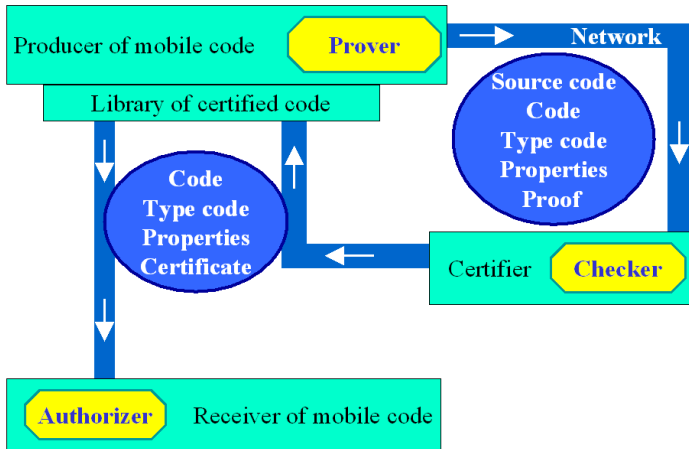 Producer of mobile code
Prover
Network
Library of certified code
Source code
Code
Type code
Properties
Proof
Code
Type code
Properties
Certificate
Certifier
Checker
Authorizer
Receiver of mobile code